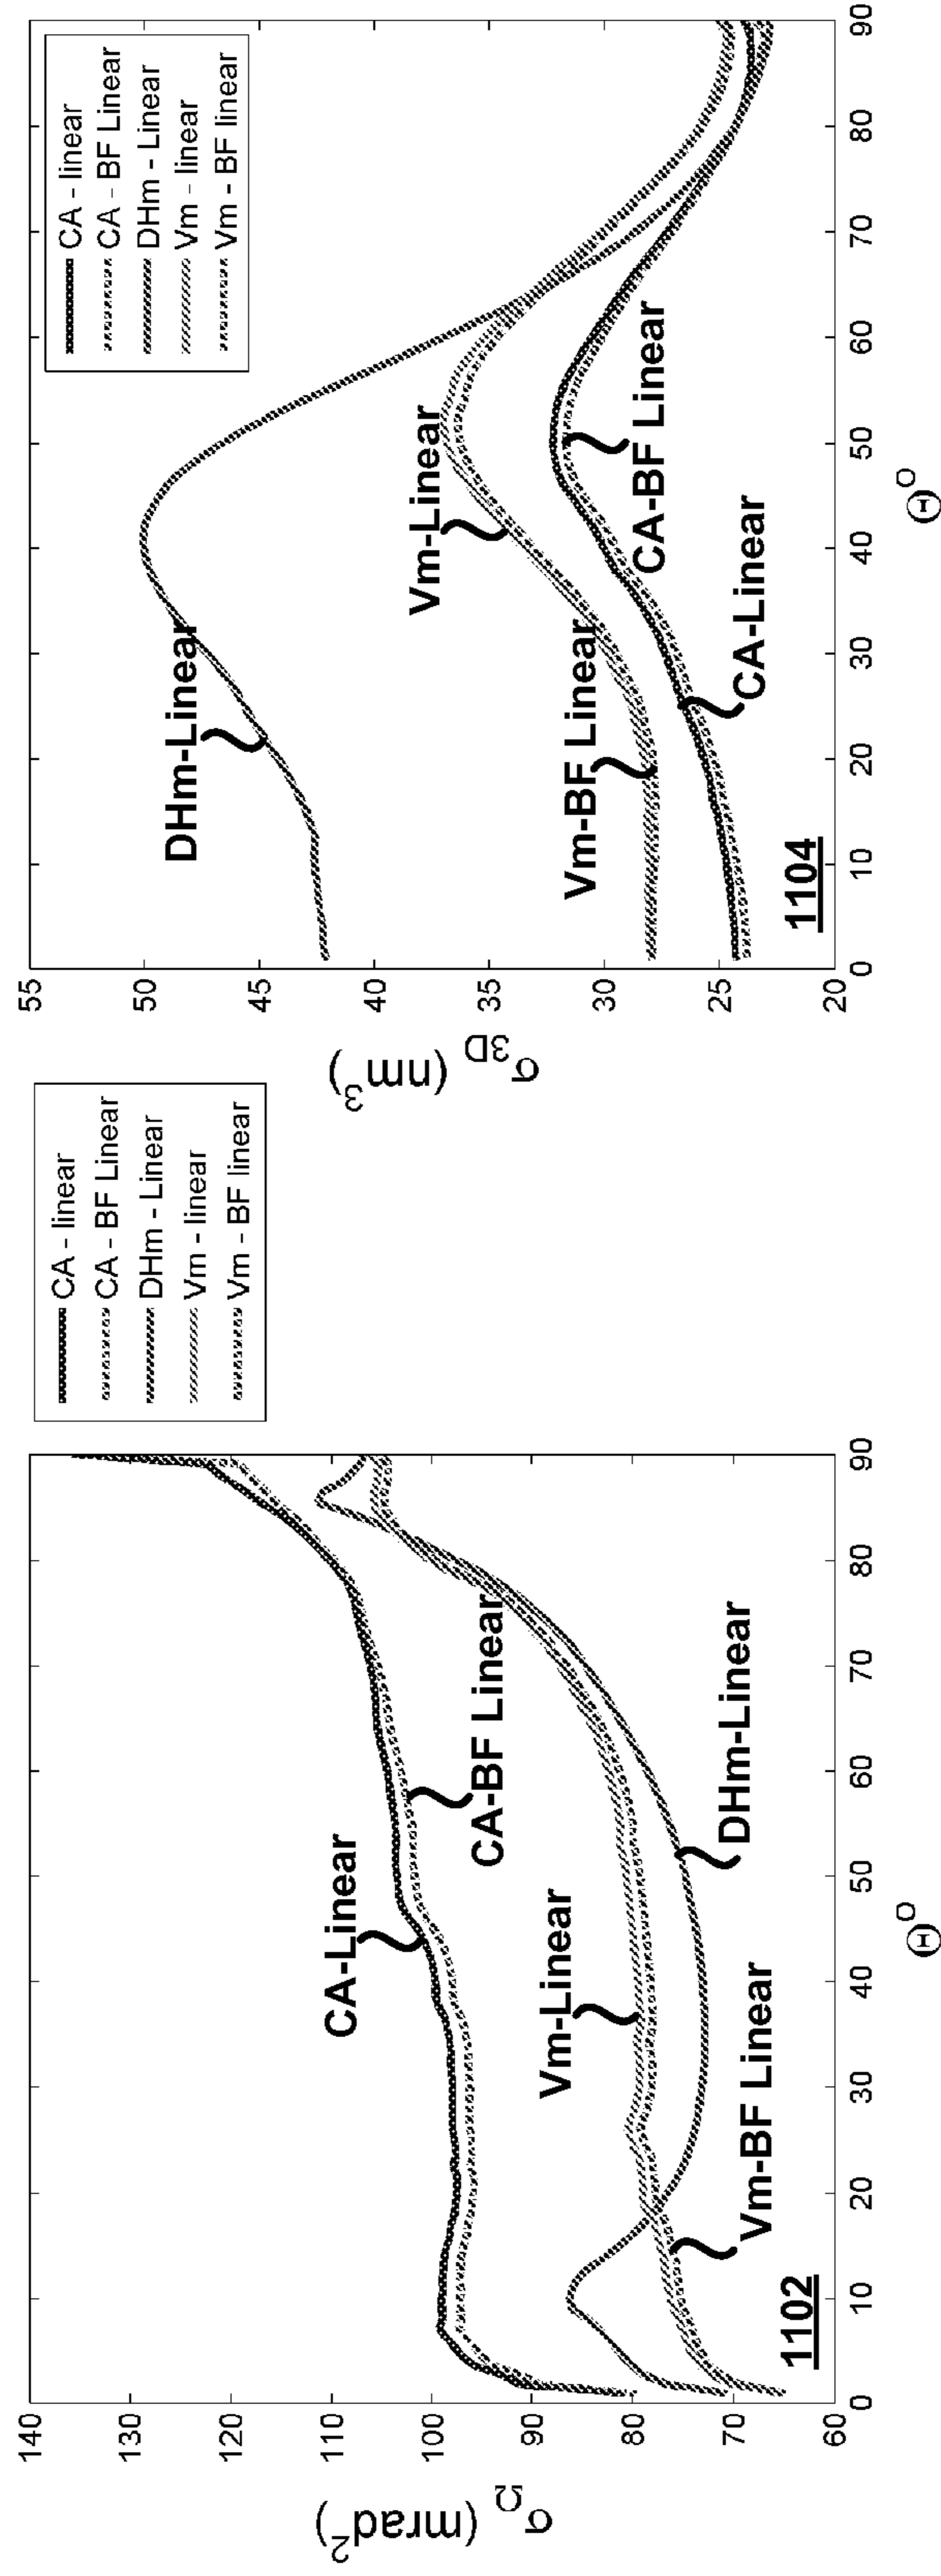 140
130
120
110
100
90
80
70
60
σΩ (mrad2)
0
10
20
30
40
50
60
70
80
90
Θo
CA-Linear
CA-BF Linear
Vm-Linear
Vm-BF Linear
DHm-Linear
1102
CA - linear
CA - BF Linear
DHm - Linear
Vm - linear
Vm - BF linear
55
50
45
40
35
30
25
20
σ3D (nm3)
0
10
20
30
40
50
60
70
80
90
Θo
DHm-Linear
Vm-Linear
Vm-BF Linear
CA-BF Linear
CA-Linear
1104
CA - linear
CA - BF Linear
DHm - Linear
Vm - linear
Vm - BF linear